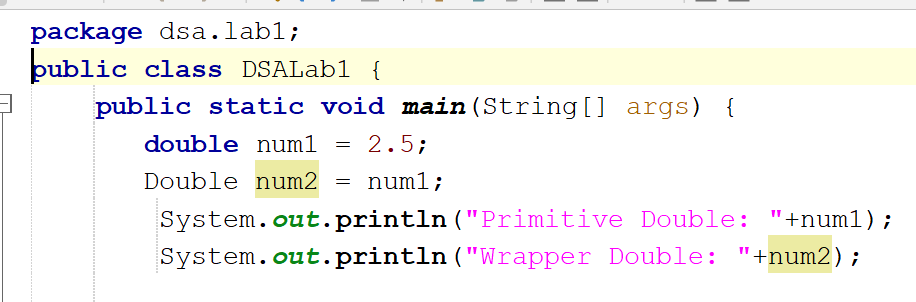 package dsa.lab1;
public class DSALab1 {
public static void main(String[] args) {
double num1 = 2.5;
Double num2 = num1;
System.out.println("Primitive Double: "+num1);
System.out.println("Wrapper Double: "+num2);